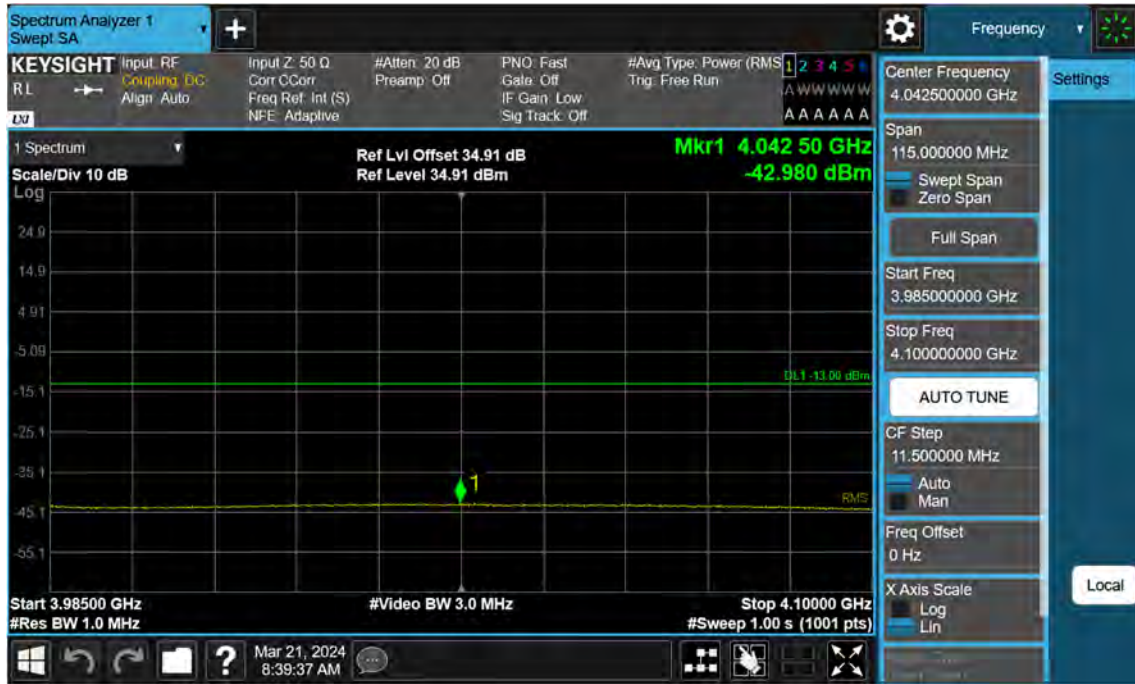 Spectrum Analyzer 1
Swept SA
+
Frequency
KEYSIGHT
RL
LXI
Input: RF
Coupling: DC
Align: Auto
Input Z: 50 Ω
Corr CCorr
Freq Ref: Int (S)
NFE: Adaptive
#Atten: 20 dB
Preamp: Off
PNO: Fast
Gate: Off
IF Gain: Low
Sig Track: Off
#Avg Type: Power (RMS
Trig: Free Run
1 2 3 4 5 6
A W W W W W
A A A A A A
Center Frequency
4.042500000 GHz
Settings
1 Spectrum
Scale/Div 10 dB
Log
Ref Lvl Offset 34.91 dB
Ref Level 34.91 dBm
Mkr1 4.042 50 GHz
-42.980 dBm
24.9
14.9
4.91
-5.09
-15.1
-25.1
-35.1
-45.1
-55.1
DL1 -13.00 dBm
1
RMS
Start 3.98500 GHz
#Res BW 1.0 MHz
#Video BW 3.0 MHz
Stop 4.10000 GHz
#Sweep 1.00 s (1001 pts)
Span
115.000000 MHz
Swept Span
Zero Span
Full Span
Start Freq
3.985000000 GHz
Stop Freq
4.100000000 GHz
AUTO TUNE
CF Step
11.500000 MHz
Auto
Man
Freq Offset
0 Hz
X Axis Scale
Log
Lin
Local
?
Mar 21, 2024
8:39:37 AM